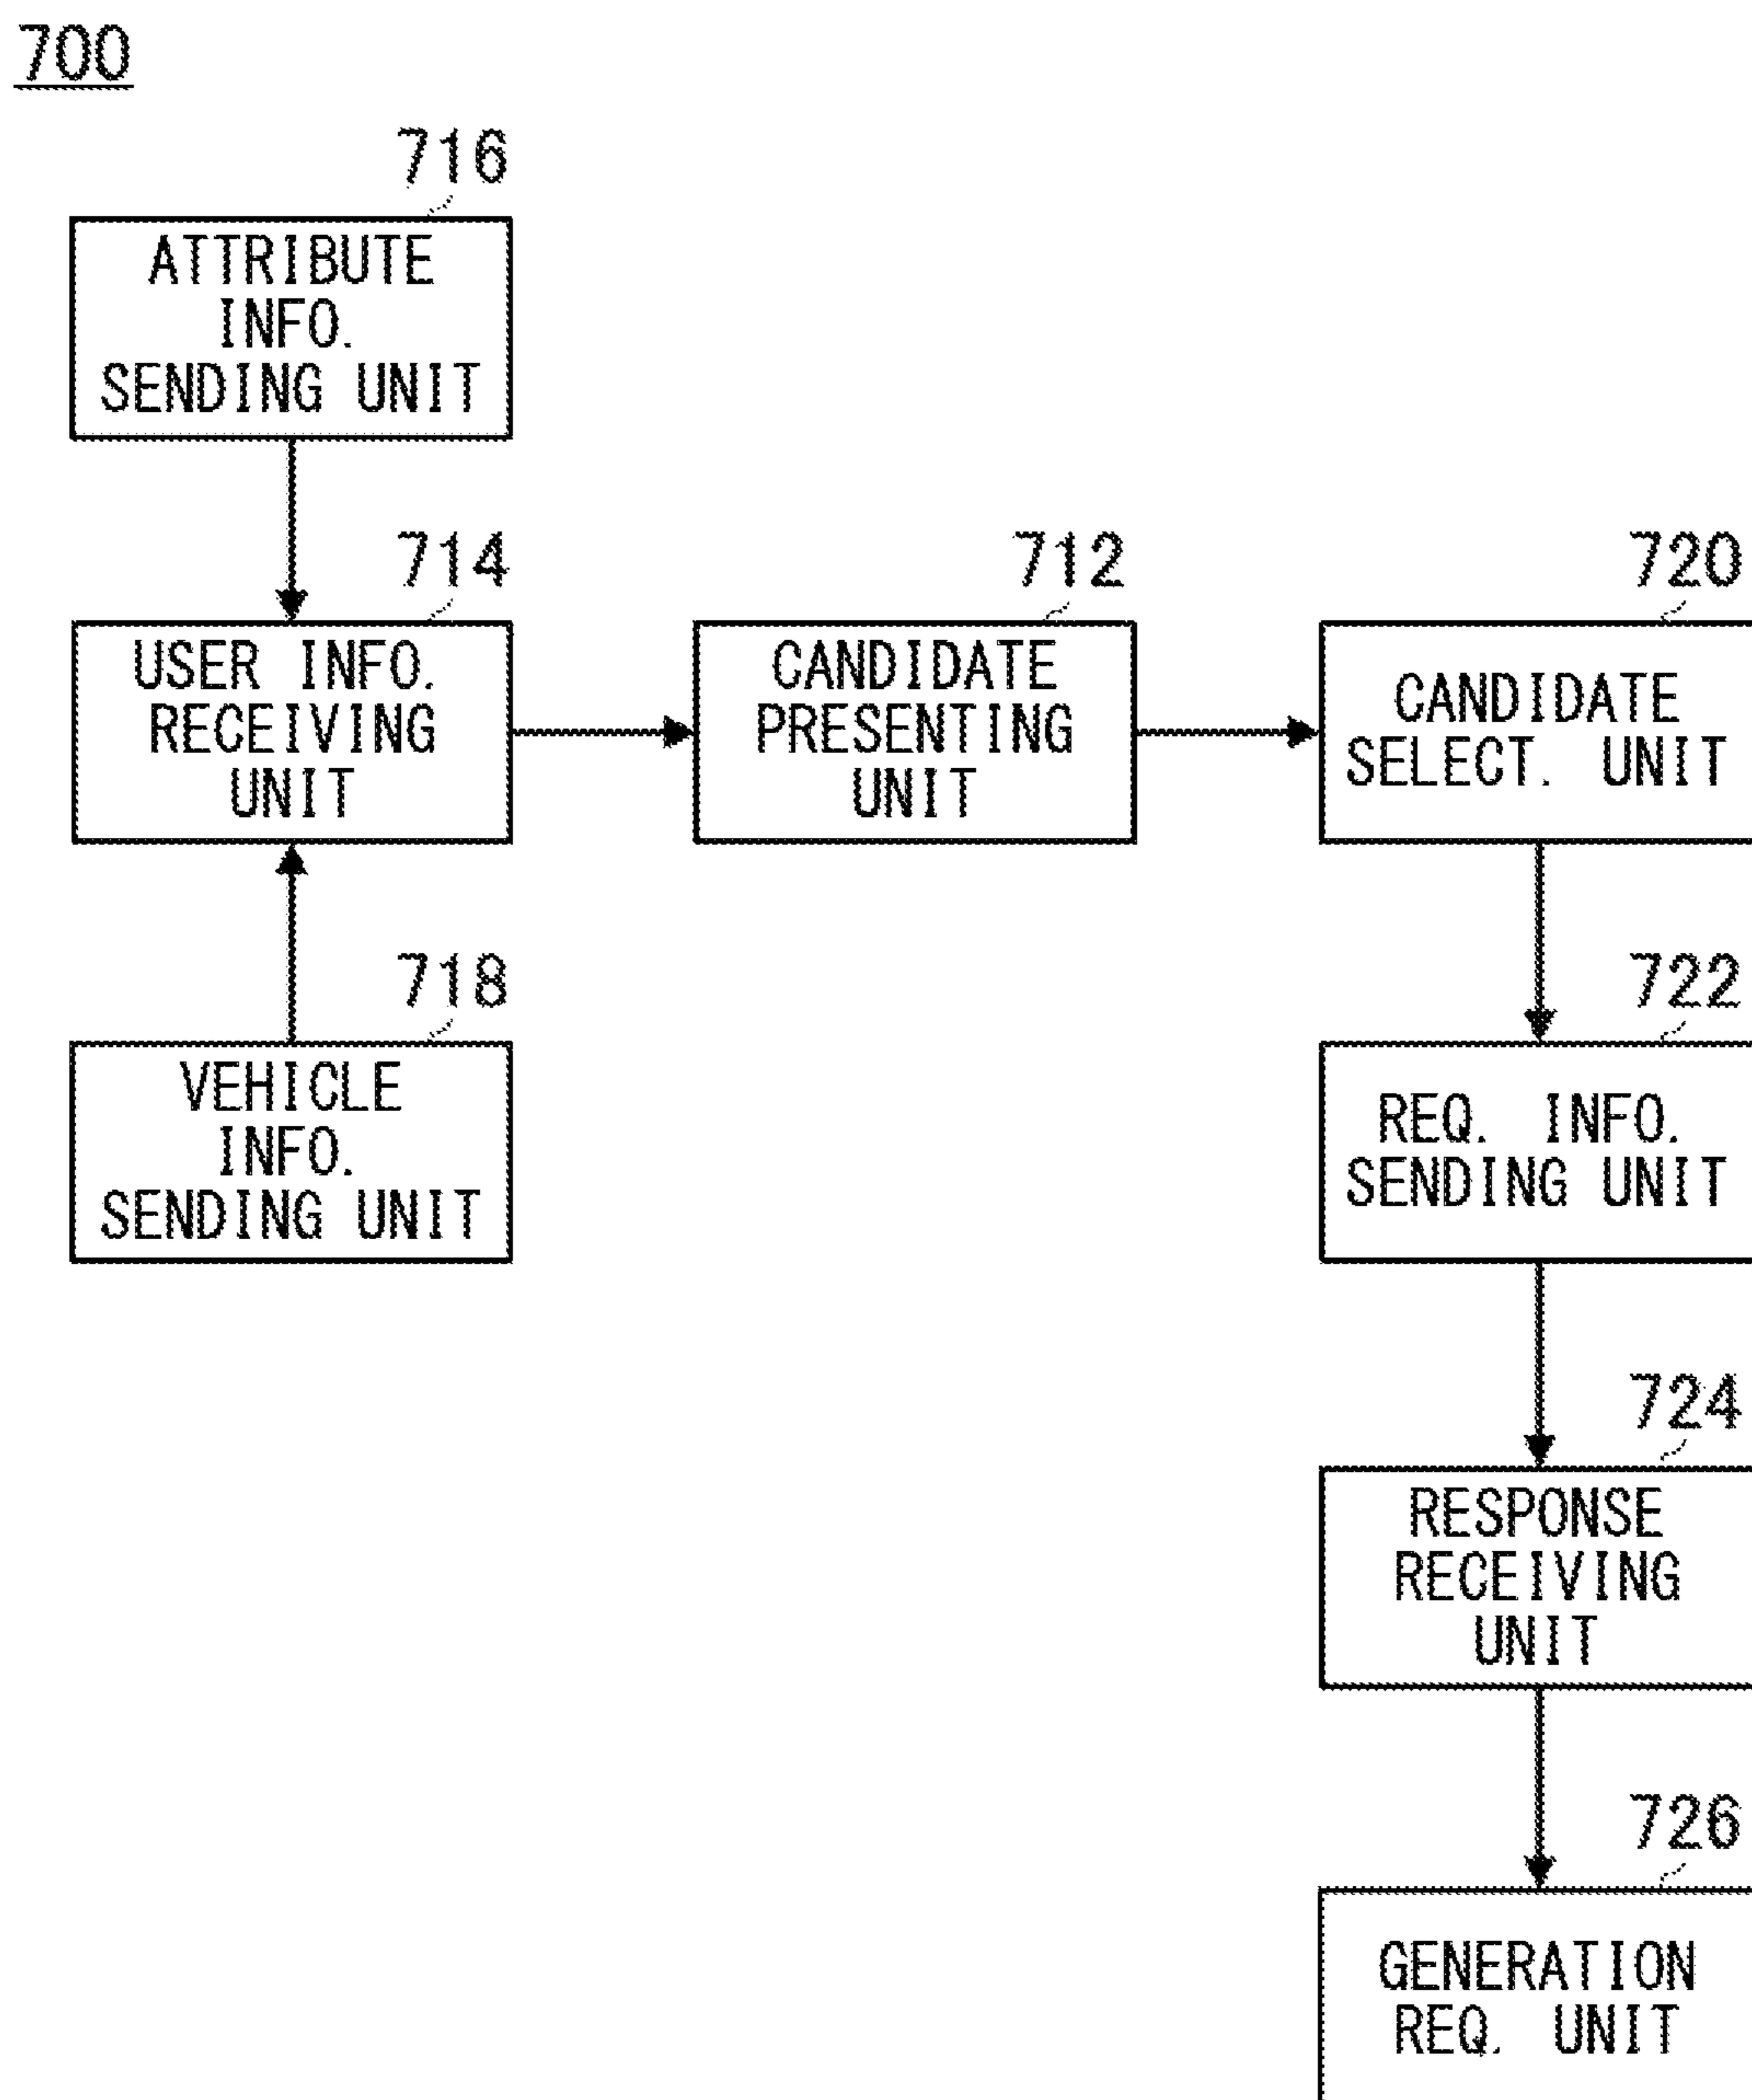 700
716
ATTRIBUTE
INFO.
SENDING UNIT
714
USER INFO.
RECEIVING
UNIT
712
CANDIDATE
PRESENTING
UNIT
720
CANDIDATE
SELECT. UNIT
718
VEHICLE
INFO.
SENDING UNIT
722
REQ. INFO.
SENDING UNIT
724
RESPONSE
RECEIVING
UNIT
726
GENERATION
REQ. UNIT